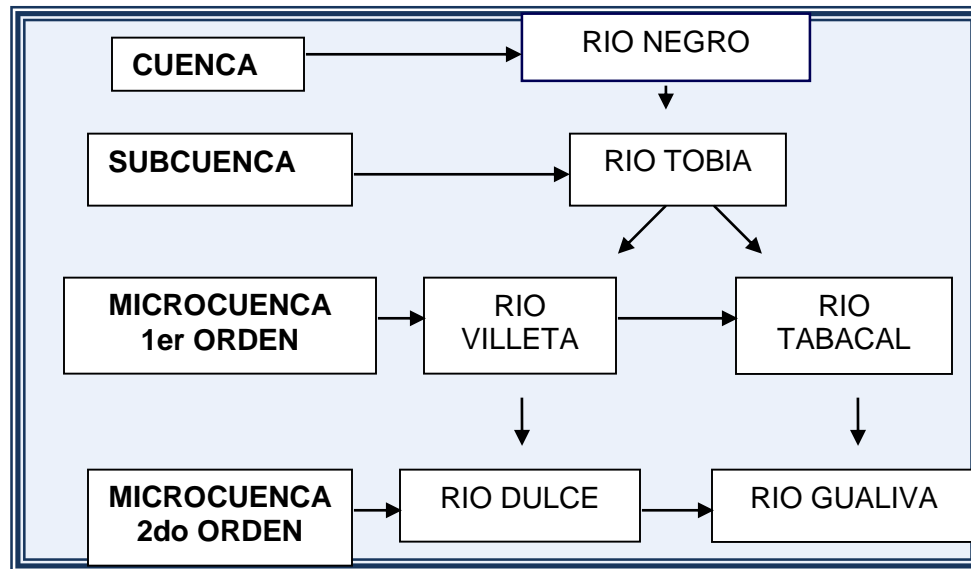 CUENCA
RIO NEGRO
SUBCUENCA
RIO TOBIA
MICROCUENCA
1er ORDEN
RIO
VILLETA
RIO
TABACAL
MICROCUENCA
2do ORDEN
RIO DULCE
RIO GUALIVA